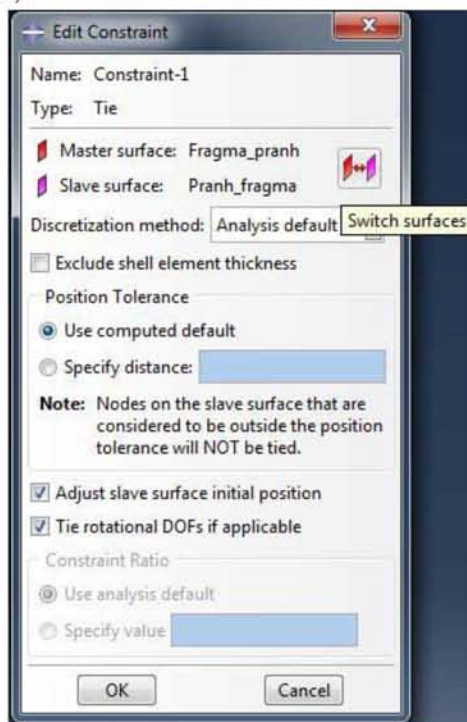 Edit Constraint
Name: Constraint-1
Type: Tie
Master surface: Fragma_pranh
Slave surface: Pranh_fragma
Discretization method: Analysis default
Switch surfaces
Exclude shell element thickness
Position Tolerance
Use computed default
Specify distance:
Note: Nodes on the slave surface that are
considered to be outside the position
tolerance will NOT be tied.
Adjust slave surface initial position
Tie rotational DOFs if applicable
Constraint Ratio
Use analysis default
Specify value
OK Cancel